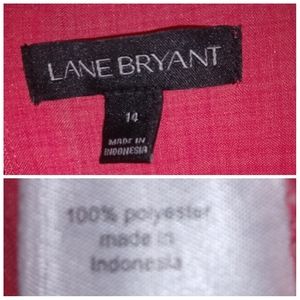 LANE BRYANT
14
MADE IN
INDONESIA
100% polyester
made in
Indonesia